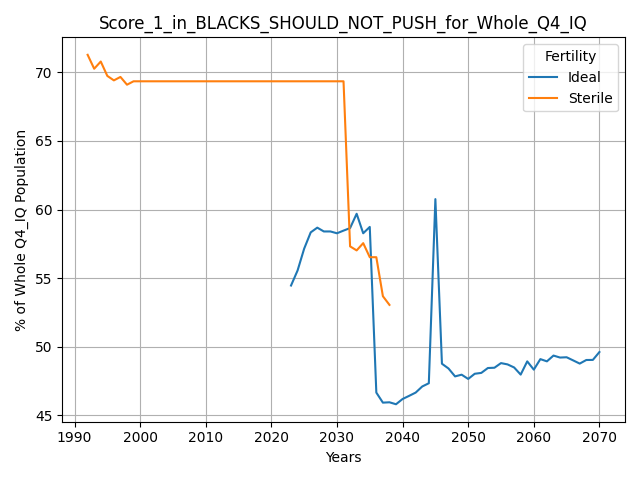 Score_1_in_BLACKS_SHOULD_NOT_PUSH_for_Whole_Q4_IQ
Fertility
Ideal
Sterile
% of Whole Q4_IQ Population
70
65
60
55
50
45
1990
2000
2010
2020
2030
2040
2050
2060
2070
Years